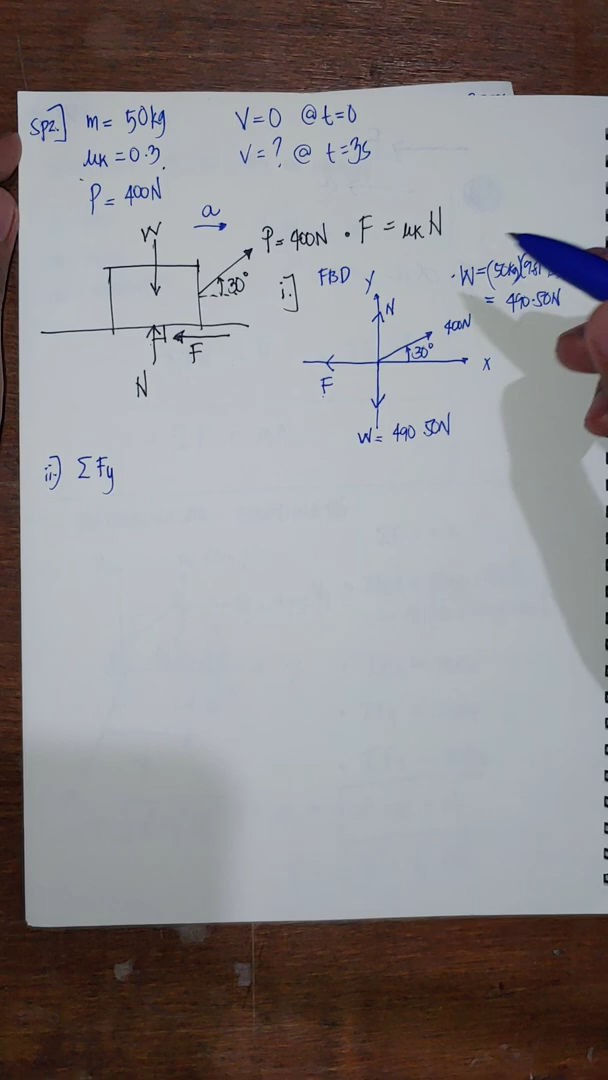 SP2.] m = 50kg V=0 @t=0
μk = 0.3 V=? @ t=3s
P = 400N
a
W
P=400N • F = μk N
30°
F
N
i.] FBD y
•W=(50kg)(9.81
= 490.50N
N
400N
30°
x
F
W= 490.50N
ii.] ΣFy